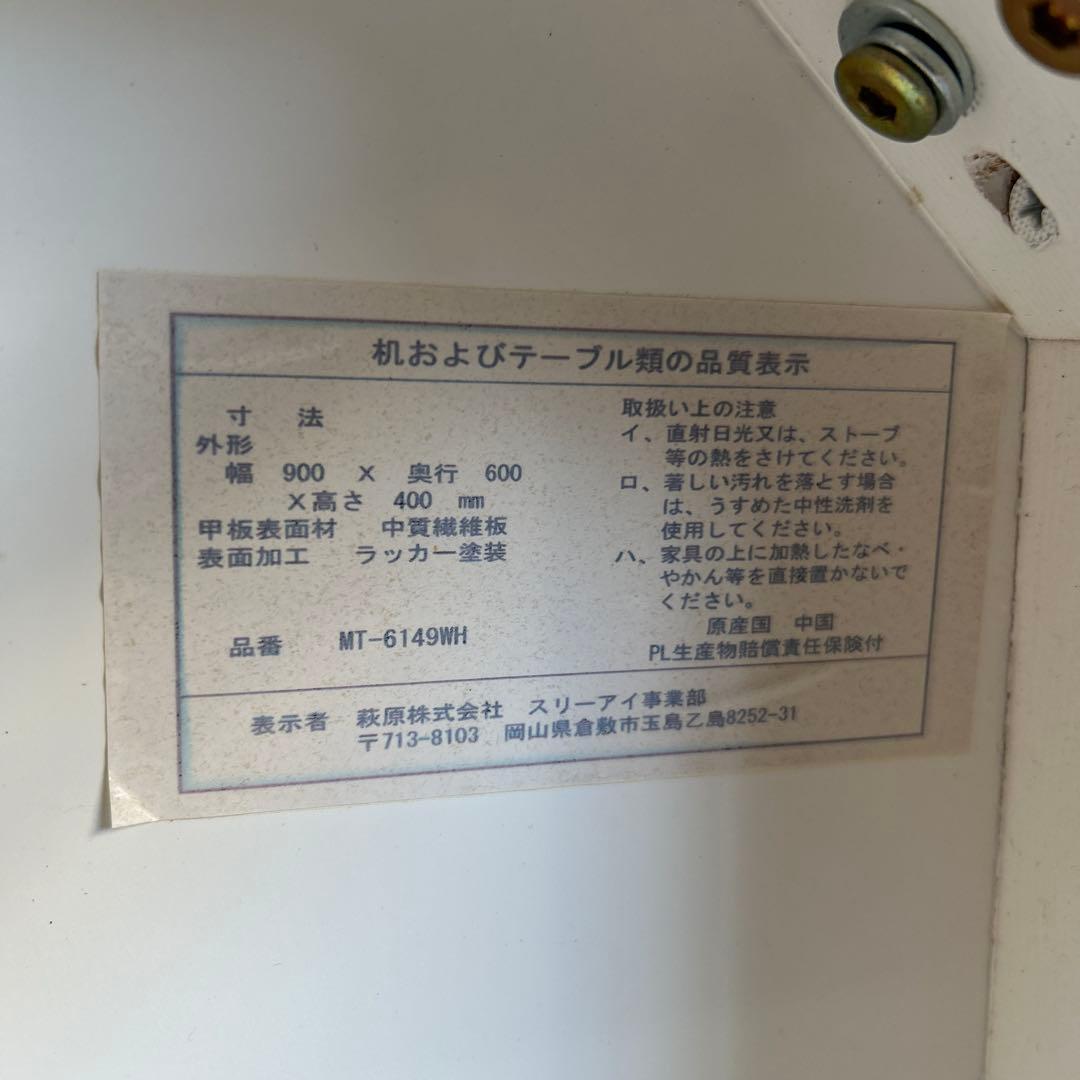 机およびテーブル類の品質表示
寸　法
外形
幅 900 × 奥行 600
×高さ 400 mm
甲板表面材 中質繊維板
表面加工 ラッカー塗装
品番 MT-6149WH
取扱い上の注意
イ、直射日光又は、ストーブ
等の熱をさけてください。
ロ、著しい汚れを落とす場合
は、うすめた中性洗剤を
使用してください。
ハ、家具の上に加熱したなべ・
やかん等を直接置かないで
ください。
原産国 中国
PL生産物賠償責任保険付
表示者 萩原株式会社 スリーアイ事業部
〒713-8103 岡山県倉敷市玉島乙島8252-31